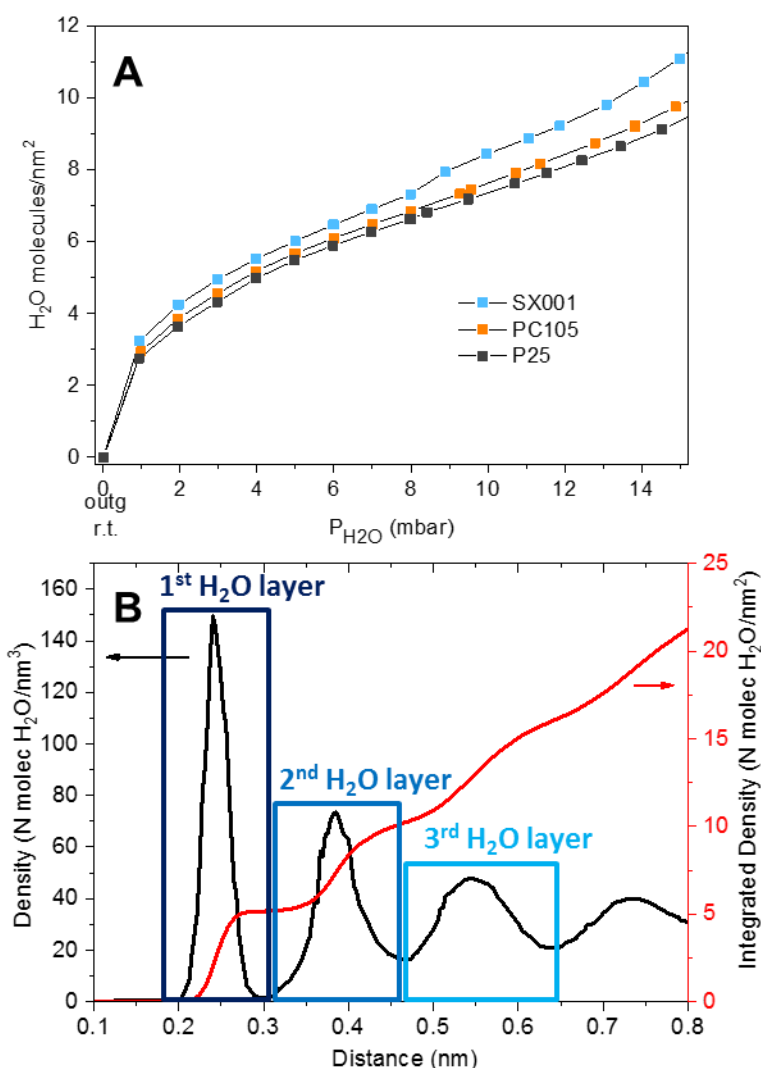 A
H₂O molecules/nm²
12
10
8
6
4
2
0
SX001
PC105
P25
0 2 4 6 8 10 12 14
outg
r.t.
P_H2O (mbar)
B
1st H₂O layer
2nd H₂O layer
3rd H₂O layer
Density (N molec H₂O/nm³)
160
140
120
100
80
60
40
20
0
25
20
15
10
5
0
Integrated Density (N molec H₂O/nm²)
0.1 0.2 0.3 0.4 0.5 0.6 0.7 0.8
Distance (nm)